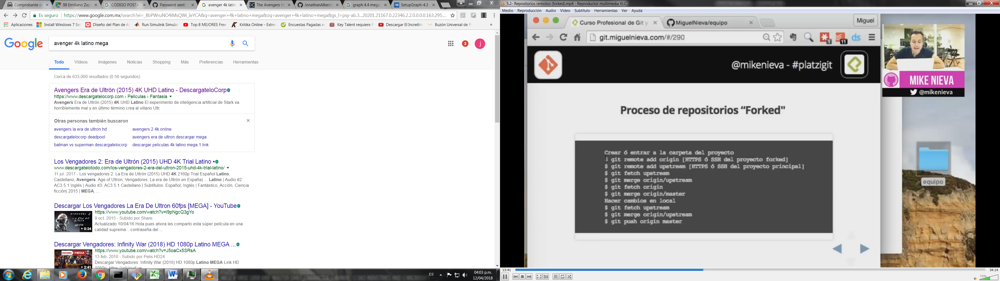 Comprobante de
98 Emiliano Zap
CODIGO POSTA
Password sent!
avenger 4k latin
The Avengers H
JonathanAlberto
graph 4.4 mega
SetupGraph-4.3
Es seguro
https://www.google.com.mx/search?ei=_8bPWruNO4iMsQWi_IeYCA&q=avenger+4k+latino+mega&oq=avenger+4k+latino+mega&gs_l=psy-ab.3...20201.21167.0.22346.2.2.0.0.0.0.163.295....
Aplicaciones
Install Windows 7 Ser
Diseño del Plan de Ac
Run Simulink Simulat
Top 8 MEJORES Free
Kritika Online - Extrer
Encuestas Pagadas en
Key Talent requiere P
Descargar El Increíble
Buzón Universal de P
»
Google
avenger 4k latino mega
3
j
Todo
Vídeos
Imágenes
Noticias
Shopping
Más
Preferencias
Herramientas
Cerca de 633,000 resultados (0.56 segundos)
Avengers Era de Ultrón (2015) 4K UHD Latino - DescargateloCorp
https://www.descargatelocorp.com › Peliculas › Fantasia
Avengers Era de Ultrón (2015) 4K UHD Latino El experimento de inteligencia artificial de Stark va
horriblemente mal y en último término crea al villano Ultr.
Otras personas también buscaron
avengers la era de ultron hd
avengers 2 4k online
descargatelocorp deadpool
avengers era de ultron descargar mega
batman vs superman descargatelocorp
descargar peliculas 4k latino mega 1 link
Los Vengadores 2: Era de Ultrón (2015) UHD 4K Trial Latino •
www.descargatelotodo.com/los-vengadores-2-era-del-ultron-2015-uhd-4k-trial-latino/
11 jul. 2017 - Los vengadores 2: La Era de Ultrón (2015) UHD 4K 2160p Trial Español Latino,
Castellano, Avengers: Age of Ultron, Vengadores: La era de Ultrón en España) ... Latino | Audio #2:
AC3 5.1 Inglés | Audio #3: AC3 5.1 Castellano | Subtítulos: Español, Inglés | Fantástico, Acción, Ciencia
ficción| 2015 | MEGA, ...
Descargar Los Vengadores La Era De Ultron 60fps [MEGA] - YouTube
https://www.youtube.com/watch?v=i9pNgcQ3gYo
9 oct. 2015 - Subido por Share
Actualizado 10/04/16 Hola pues ahora les comparto esta súper película en una
calidad suprema... contraseña del ...
AVENGERS 2
LA ERA DE
ULTRON
60 FPS
0:34
Descargar Vengadores: Infinity War (2018) HD 1080p Latino MEGA ...
https://www.youtube.com/watch?v=J5oaCx5SRsA
13 feb. 2018 - Subido por Pelis HD24
Descargar Vengadores: Infinity War (2018) HD 1080p Latino MEGA Link HD
1080p: https://urlcloud.us
DESCARGA MEGA
2:41
ES
04:03 p.m.
12/04/2018
5.2- Repositorios remotos (forked).mp4 - Reproductor multimedia VLC
Medio
Reproducción
Audio
Vídeo
Subtítulo
Herramientas
Ver
Ayuda
Curso Profesional de Git y
MiguelNieva/equipo
Miguel
git.miguelnieva.com/#/290
1
11
ds
@mikenieva - #platzigit
MIKE NIEVA
@mikenieva
Proceso de repositorios “Forked"
Crear ó entrar a la carpeta del proyecto
$ git remote add origin [HTTPS ó SSH del proyecto forked]
$ git remote add upstream [HTTPS ó SSH del proyecto principal]
$ git fetch upstream
$ git merge origin/upstream
$ git fetch origin
$ git merge origin/master
Hacer cambios en local
$ git fetch upstream
$ git merge origin/upstream
$ git push origin master
equipo
13:41
34:14
70%